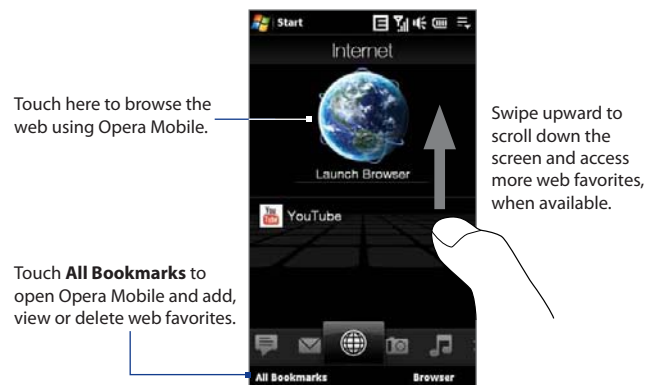 Start
Internet
Touch here to browse the
web using Opera Mobile.
Launch Browser
Swipe upward to
scroll down the
screen and access
more web favorites,
when available.
You
Tube
YouTube
Touch All Bookmarks to
open Opera Mobile and add,
view or delete web favorites.
All Bookmarks
Browser